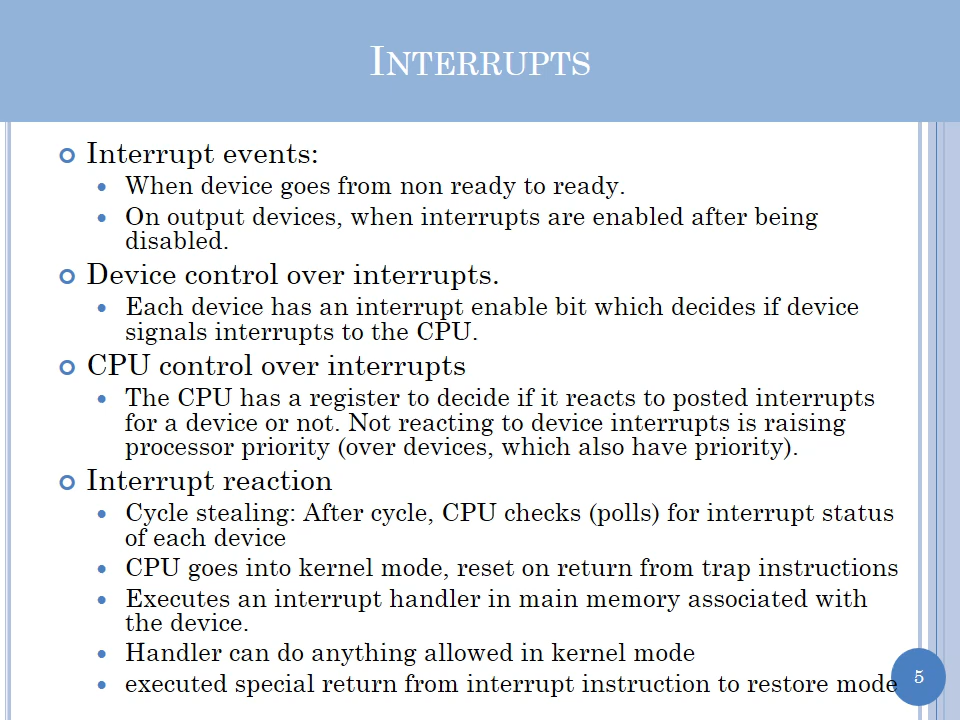 INTERRUPTS
Interrupt events:
When device goes from non ready to ready.
On output devices, when interrupts are enabled after being
disabled.
Device control over interrupts.
Each device has an interrupt enable bit which decides if device
signals interrupts to the CPU.
CPU control over interrupts
The CPU has a register to decide if it reacts to posted interrupts
for a device or not. Not reacting to device interrupts is raising
processor priority (over devices, which also have priority).
Interrupt reaction
Cycle stealing: After cycle, CPU checks (polls) for interrupt status
of each device
CPU goes into kernel mode, reset on return from trap instructions
Executes an interrupt handler in main memory associated with
the device.
Handler can do anything allowed in kernel mode
executed special return from interrupt instruction to restore mode
5